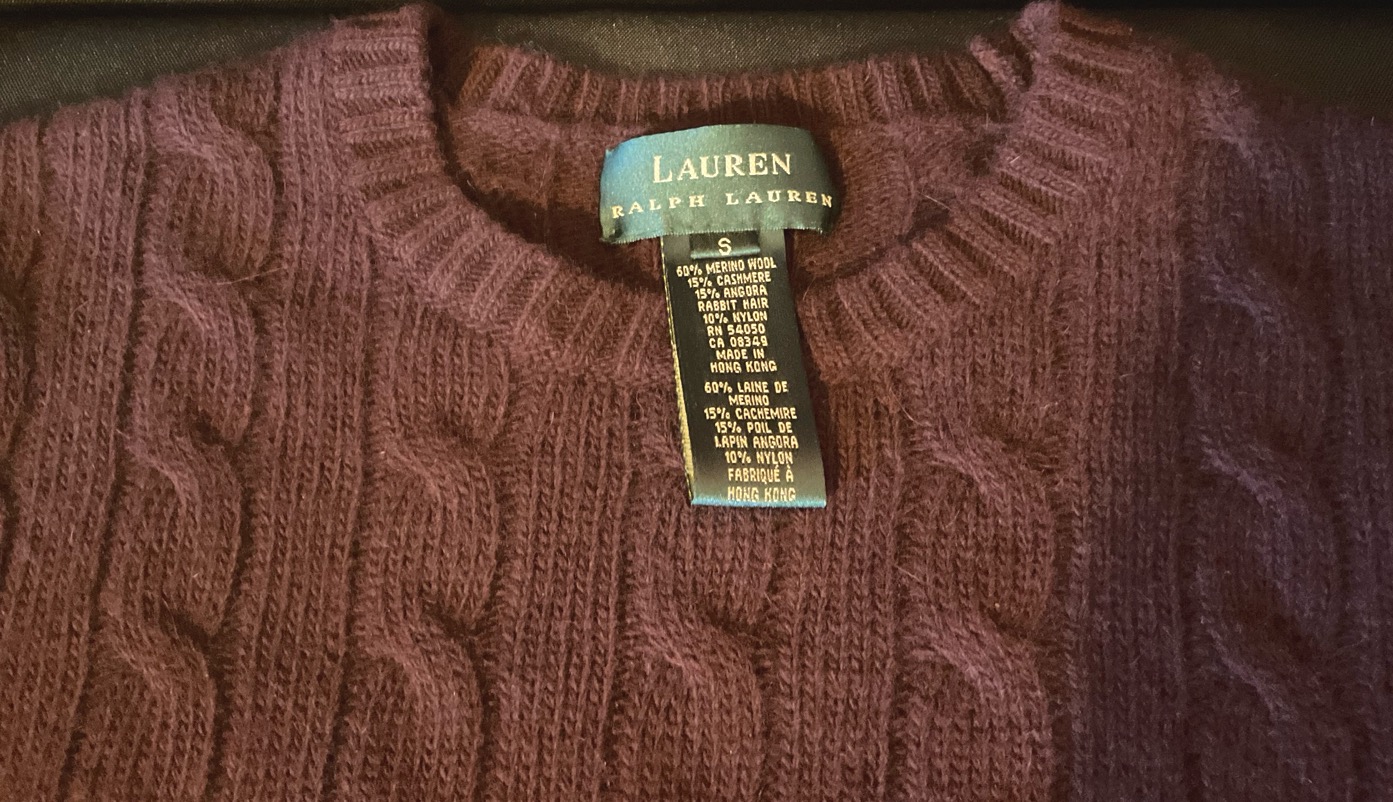 LAUREN
RALPH LAUREN
S
60% MERINO WOOL
15% CASHMERE
15% ANGORA
RABBIT HAIR
10% NYLON
RN 54050
CA 08349
MADE IN
HONG KONG
60% LAINE DE
MERINO
15% CACHEMIRE
15% POIL DE
LAPIN ANGORA
10% NYLON
FABRIQUÉ À
HONG KONG